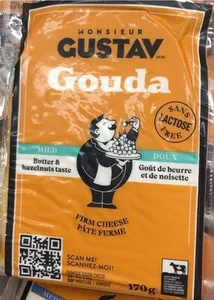 MONSIEUR
GUSTAV
Gouda
SANS
LACTOSE
FREE
MILD
DOUX
Butter &
hazelnuts taste
Goût de beurre
et de noisette
FIRM CHEESE
PÂTE FERME
SCAN ME!
SCANNEZ-MOI!
170g